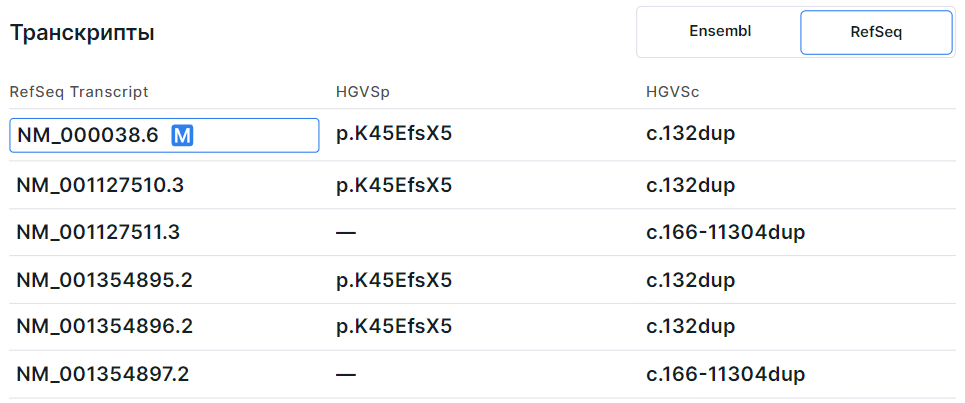 Транскрипты
Ensembl RefSeq
RefSeq Transcript HGVSp HGVSc
NM_000038.6 M p.K45EfsX5 c.132dup
NM_001127510.3 p.K45EfsX5 c.132dup
NM_001127511.3 — c.166-11304dup
NM_001354895.2 p.K45EfsX5 c.132dup
NM_001354896.2 p.K45EfsX5 c.132dup
NM_001354897.2 — c.166-11304dup